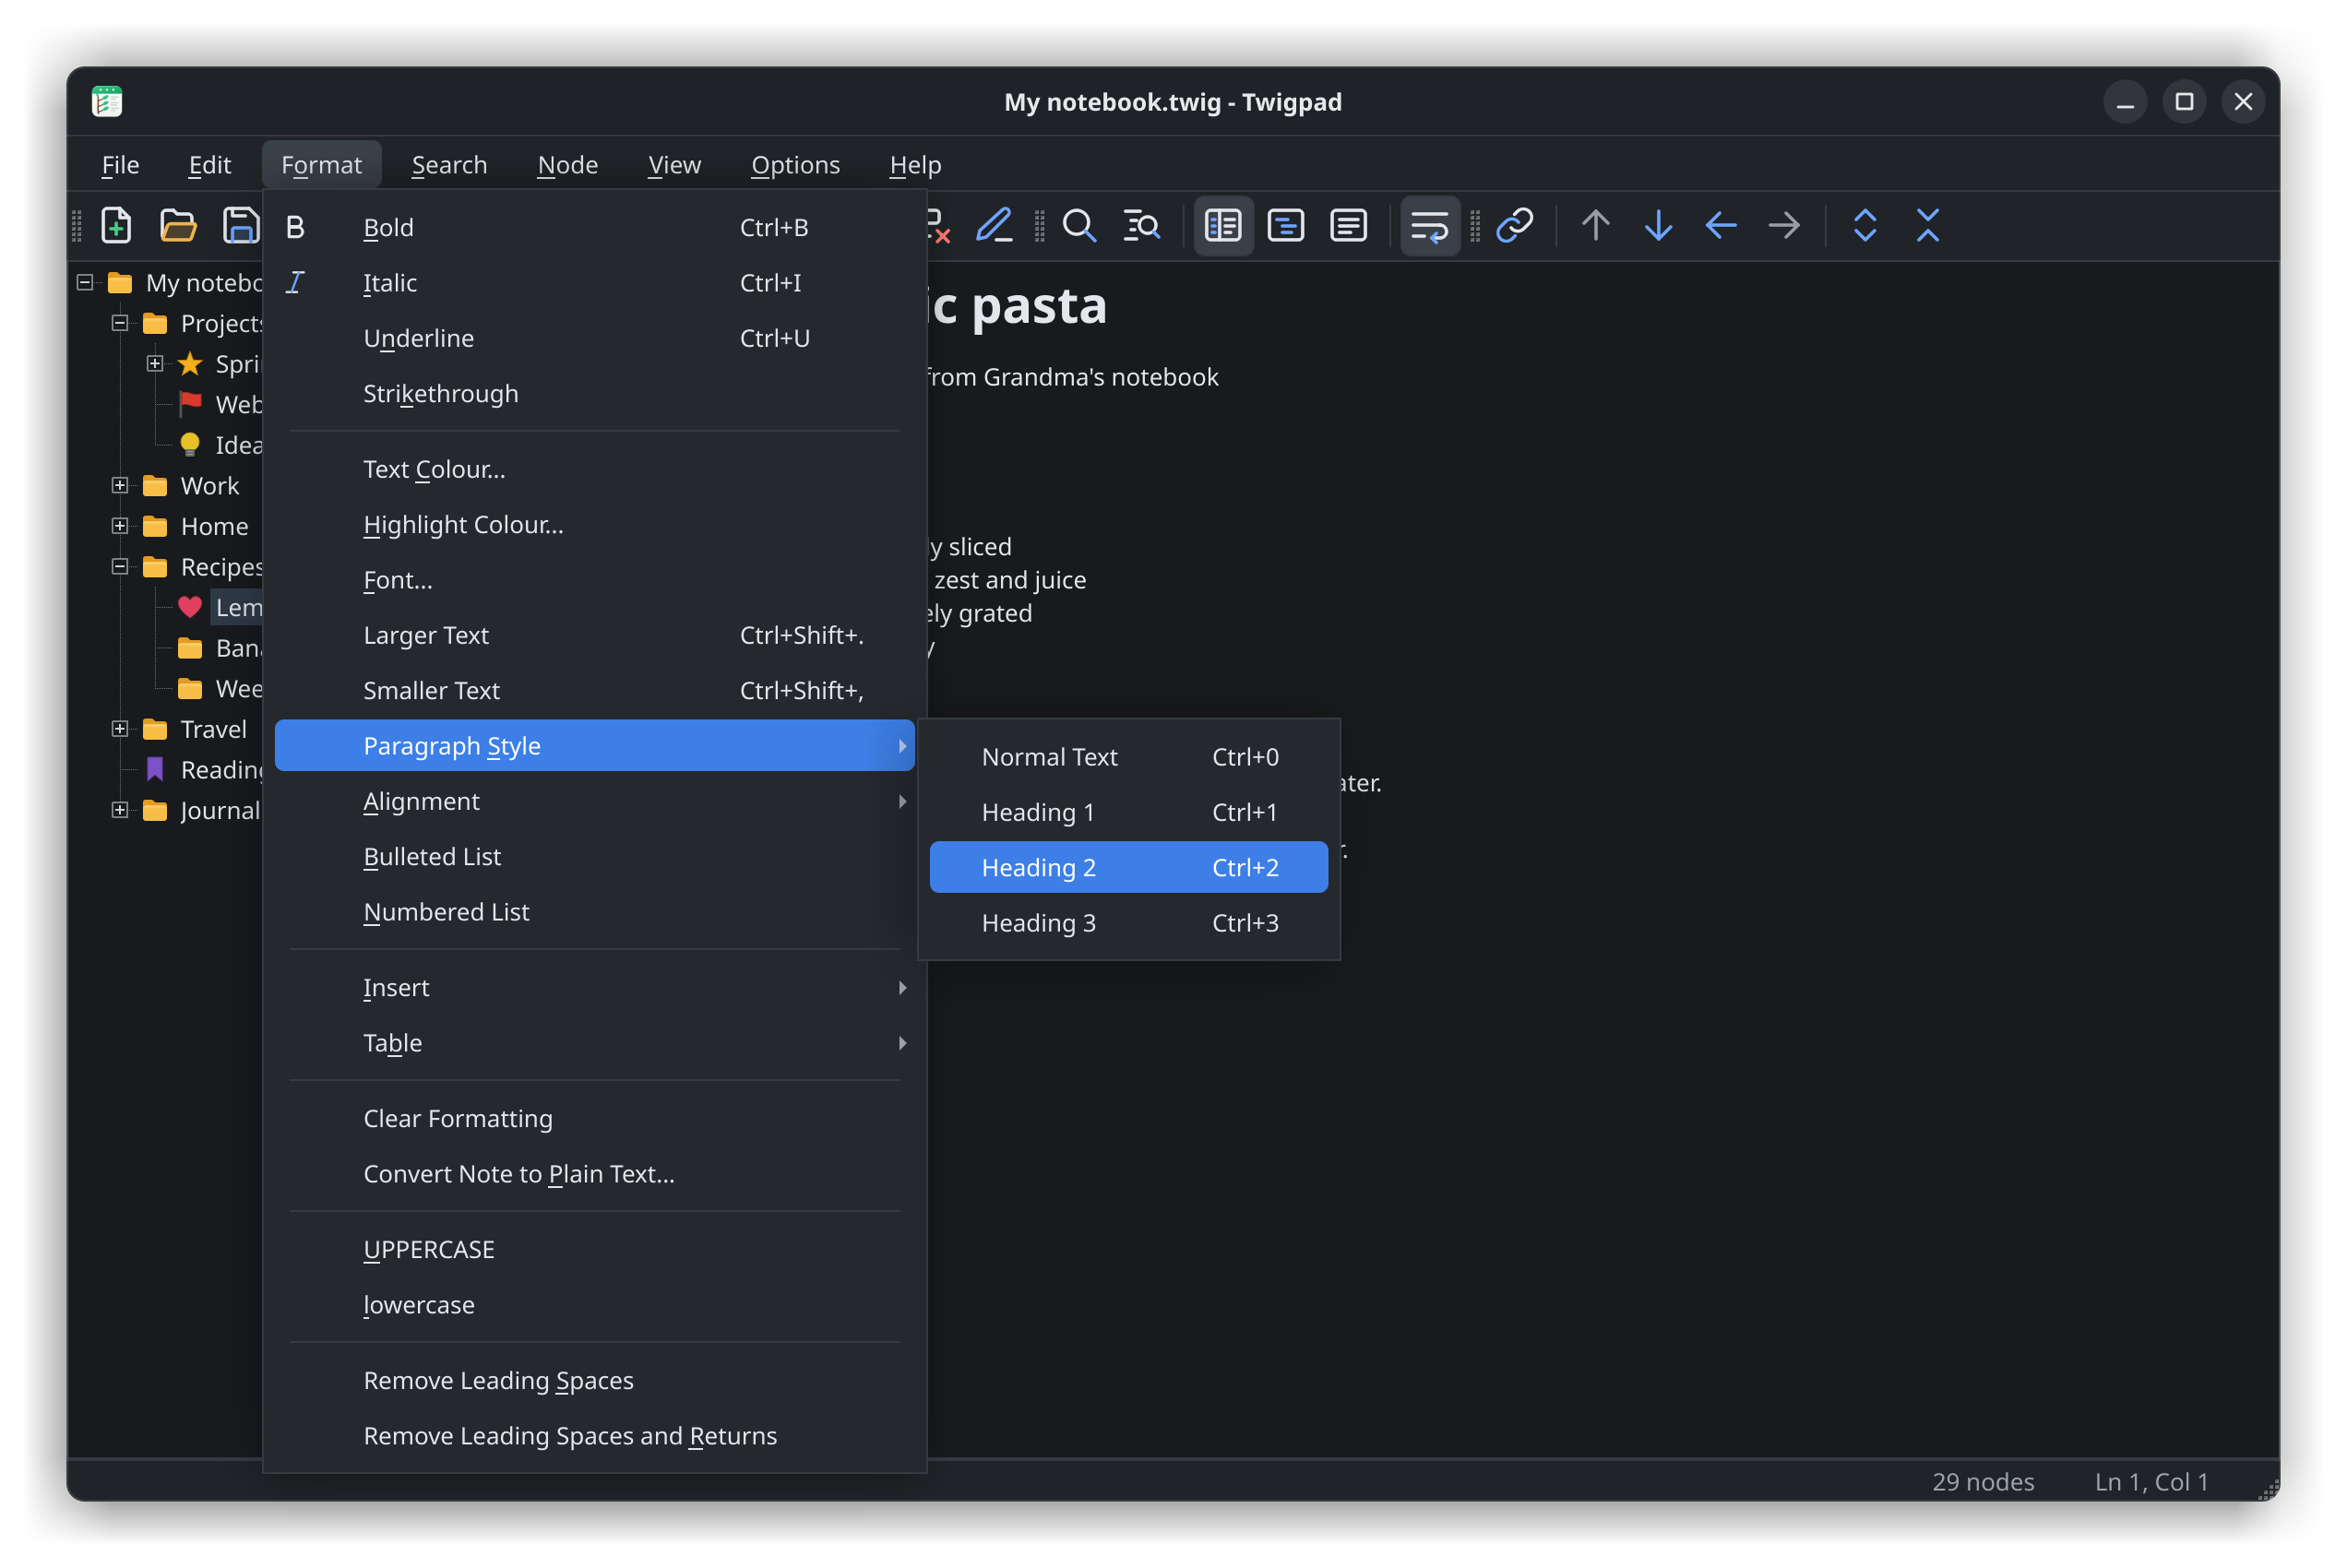 My notebook.twig - Twigpad
File Edit Format Search Node View Options Help
Bold Ctrl+B
Italic Ctrl+I
Underline Ctrl+U
Strikethrough
Text Colour...
Highlight Colour...
Font...
Larger Text Ctrl+Shift+.
Smaller Text Ctrl+Shift+,
Paragraph Style
Alignment
Bulleted List
Numbered List
Insert
Table
Clear Formatting
Convert Note to Plain Text...
UPPERCASE
lowercase
Remove Leading Spaces
Remove Leading Spaces and Returns
Normal Text Ctrl+0
Heading 1 Ctrl+1
Heading 2 Ctrl+2
Heading 3 Ctrl+3
My
Projects
Work
Home
Recipes
Travel
Reading
Journal
pasta
from Grandma's notebook
sliced
zest and juice
grated
29 nodes Ln 1, Col 1